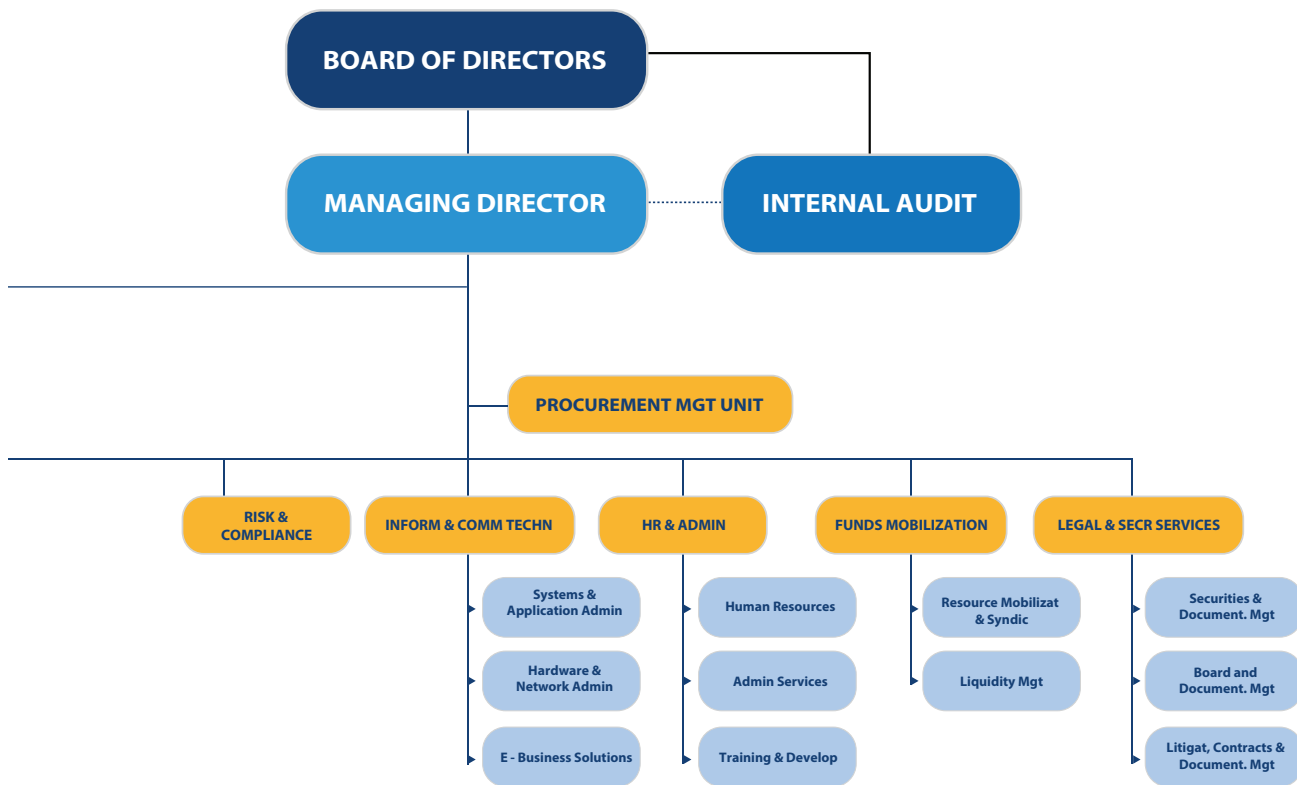 BOARD OF DIRECTORS
MANAGING DIRECTOR
INTERNAL AUDIT
PROCUREMENT MGT UNIT
RISK &
COMPLIANCE
INFORM & COMM TECHN
HR & ADMIN
FUNDS MOBILIZATION
LEGAL & SECR SERVICES
Systems &
Application Admin
Human Resources
Resource Mobilizat
& Syndic
Securities &
Document. Mgt
Hardware &
Network Admin
Admin Services
Liquidity Mgt
Board and
Document. Mgt
E - Business Solutions
Training & Develop
Litigat, Contracts &
Document. Mgt